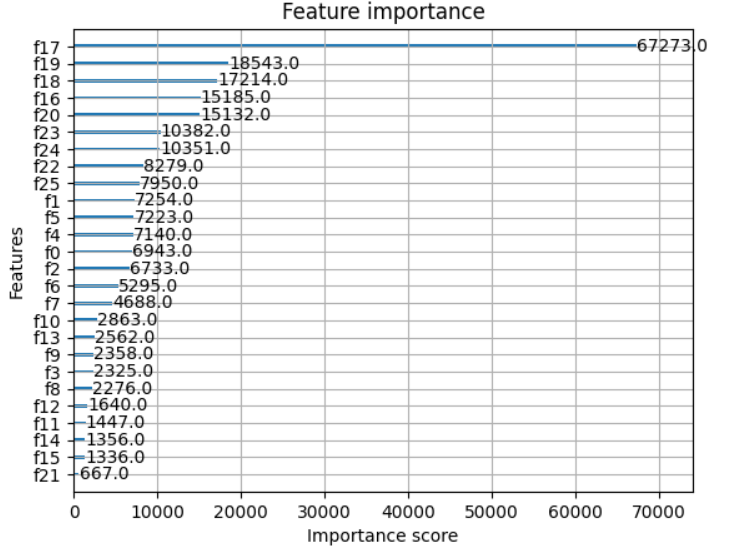 Feature importance
f17 67273.0
f19 18543.0
f18 17214.0
f16 15185.0
f20 15132.0
f23 10382.0
f24 10351.0
f22 8279.0
f25 7950.0
f1 7254.0
f5 7223.0
f4 7140.0
f0 6943.0
f2 6733.0
f6 5295.0
f7 4688.0
f10 2863.0
f13 2562.0
f9 2358.0
f3 2325.0
f8 2276.0
f12 1640.0
f11 1447.0
f14 1356.0
f15 1336.0
f21 667.0
Features
0 10000 20000 30000 40000 50000 60000 70000
Importance score